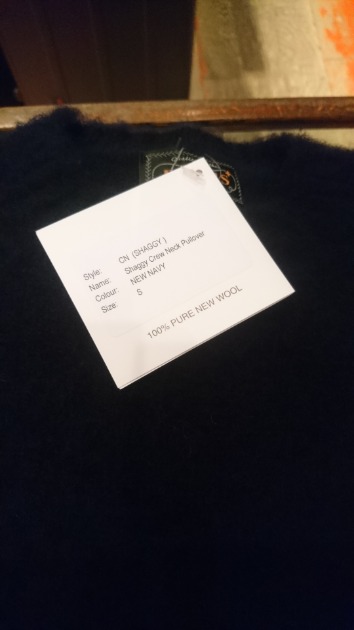 Style: CN (SHAGGY )
Name: Shaggy Crew Neck Pullover
Colour: NEW NAVY
Size: S
100% PURE NEW WOOL